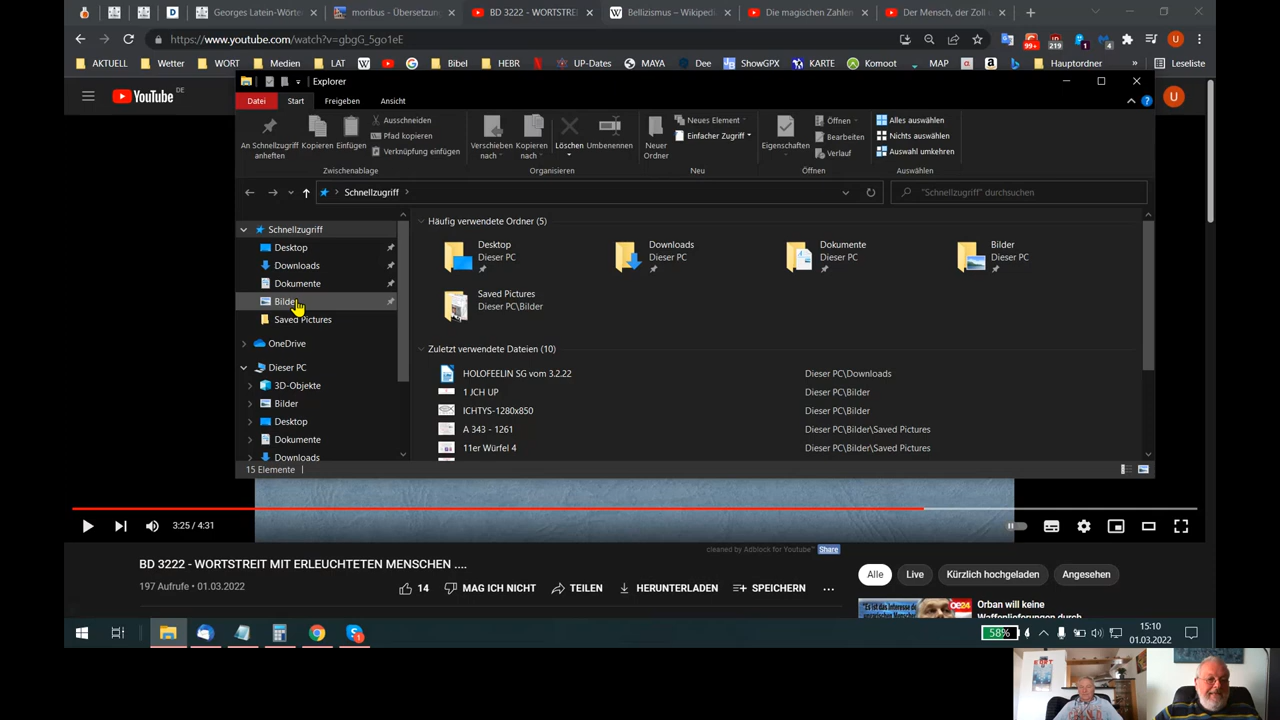 Georges Latein-Wörte
moribus - Übersetzung
BD 3222 - WORTSTREIT
Bellizismus – Wikipedi
Die magischen Zahlen
Der Mensch, der Zoll u
https://www.youtube.com/watch?v=gbgG_5go1eE
AKTUELL
Wetter
WORT
Medien
LAT
Bibel
HEBR
UP-Dates
MAYA
Dee
ShowGPX
KARTE
Komoot
MAP
Hauptordner
Leseliste
YouTube DE
Explorer
Datei
Start
Freigeben
Ansicht
An Schnellzugriff anheften
Kopieren
Einfügen
Ausschneiden
Pfad kopieren
Verknüpfung einfügen
Zwischenablage
Verschieben nach
Kopieren nach
Löschen
Umbenennen
Organisieren
Neuer Ordner
Neues Element
Einfacher Zugriff
Neu
Eigenschaften
Öffnen
Bearbeiten
Verlauf
Öffnen
Alles auswählen
Nichts auswählen
Auswahl umkehren
Auswählen
Schnellzugriff
"Schnellzugriff" durchsuchen
Schnellzugriff
Desktop
Downloads
Dokumente
Bilder
Saved Pictures
OneDrive
Dieser PC
3D-Objekte
Bilder
Desktop
Dokumente
Downloads
Häufig verwendete Ordner (5)
Desktop
Dieser PC
Downloads
Dieser PC
Dokumente
Dieser PC
Bilder
Dieser PC
Saved Pictures
Dieser PC\Bilder
Zuletzt verwendete Dateien (10)
HOLOFEELIN SG vom 3.2.22 Dieser PC\Downloads
1 JCH UP Dieser PC\Bilder
ICHTYS-1280x850 Dieser PC\Bilder
A 343 - 1261 Dieser PC\Bilder\Saved Pictures
11er Würfel 4 Dieser PC\Bilder\Saved Pictures
15 Elemente
3:25 / 4:31
cleaned by Adblock for Youtube™ Share
BD 3222 - WORTSTREIT MIT ERLEUCHTETEN MENSCHEN ....
197 Aufrufe • 01.03.2022
14
MAG ICH NICHT
TEILEN
HERUNTERLADEN
SPEICHERN
Alle
Live
Kürzlich hochgeladen
Angesehen
Orban will keine
Waffenlieferungen durch
oe24
58%
15:10
01.03.2022